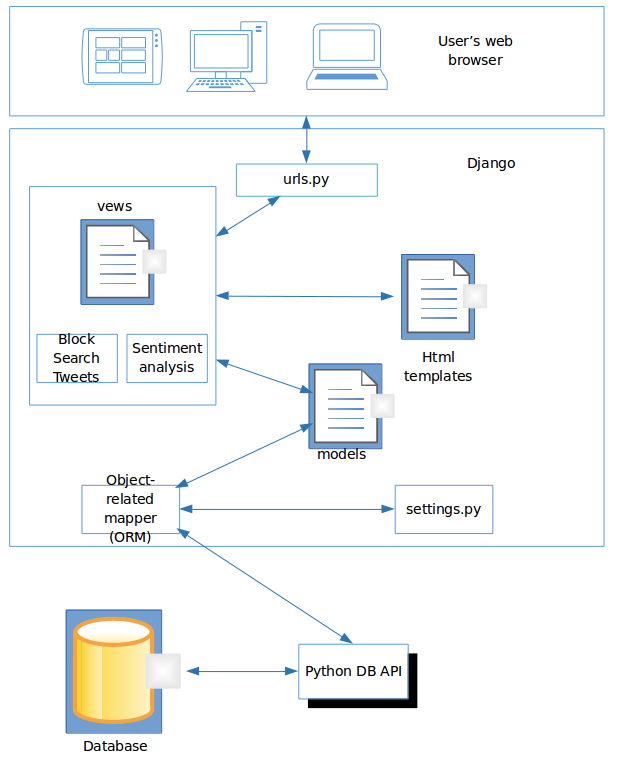 User’s web
browser
Django
urls.py
vews
Block
Search
Tweets
Sentiment
analysis
Html
templates
models
Object-
related
mapper
(ORM)
settings.py
Python DB API
Database